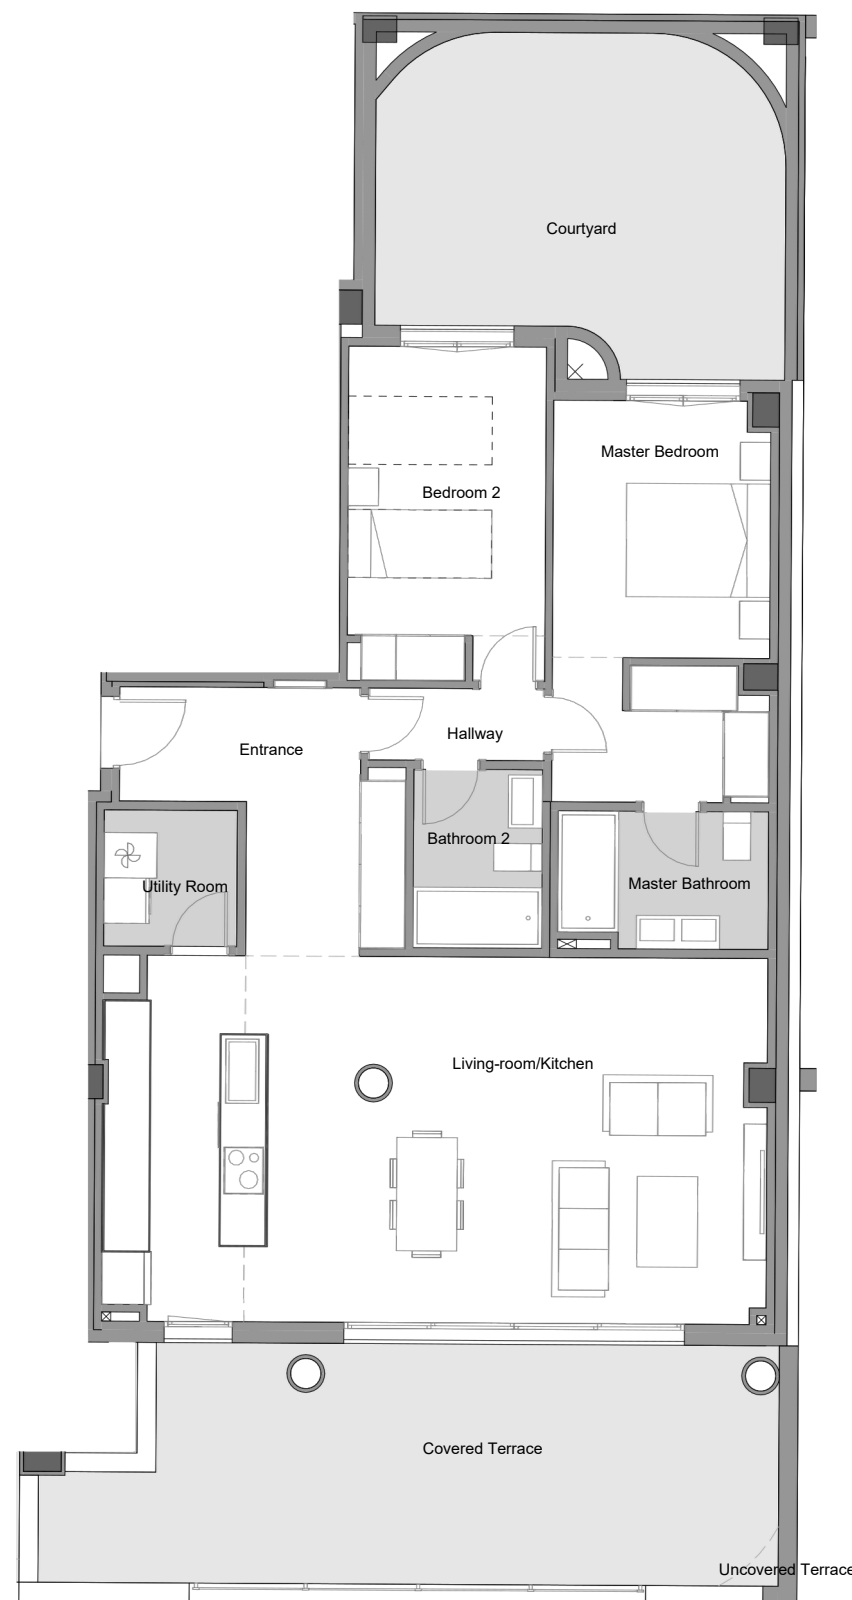 Courtyard
Master Bedroom
Bedroom 2
Hallway
Entrance
Bathroom 2
Utility Room
Master Bathroom
Living-room/Kitchen
Covered Terrace
Uncovered Terrace